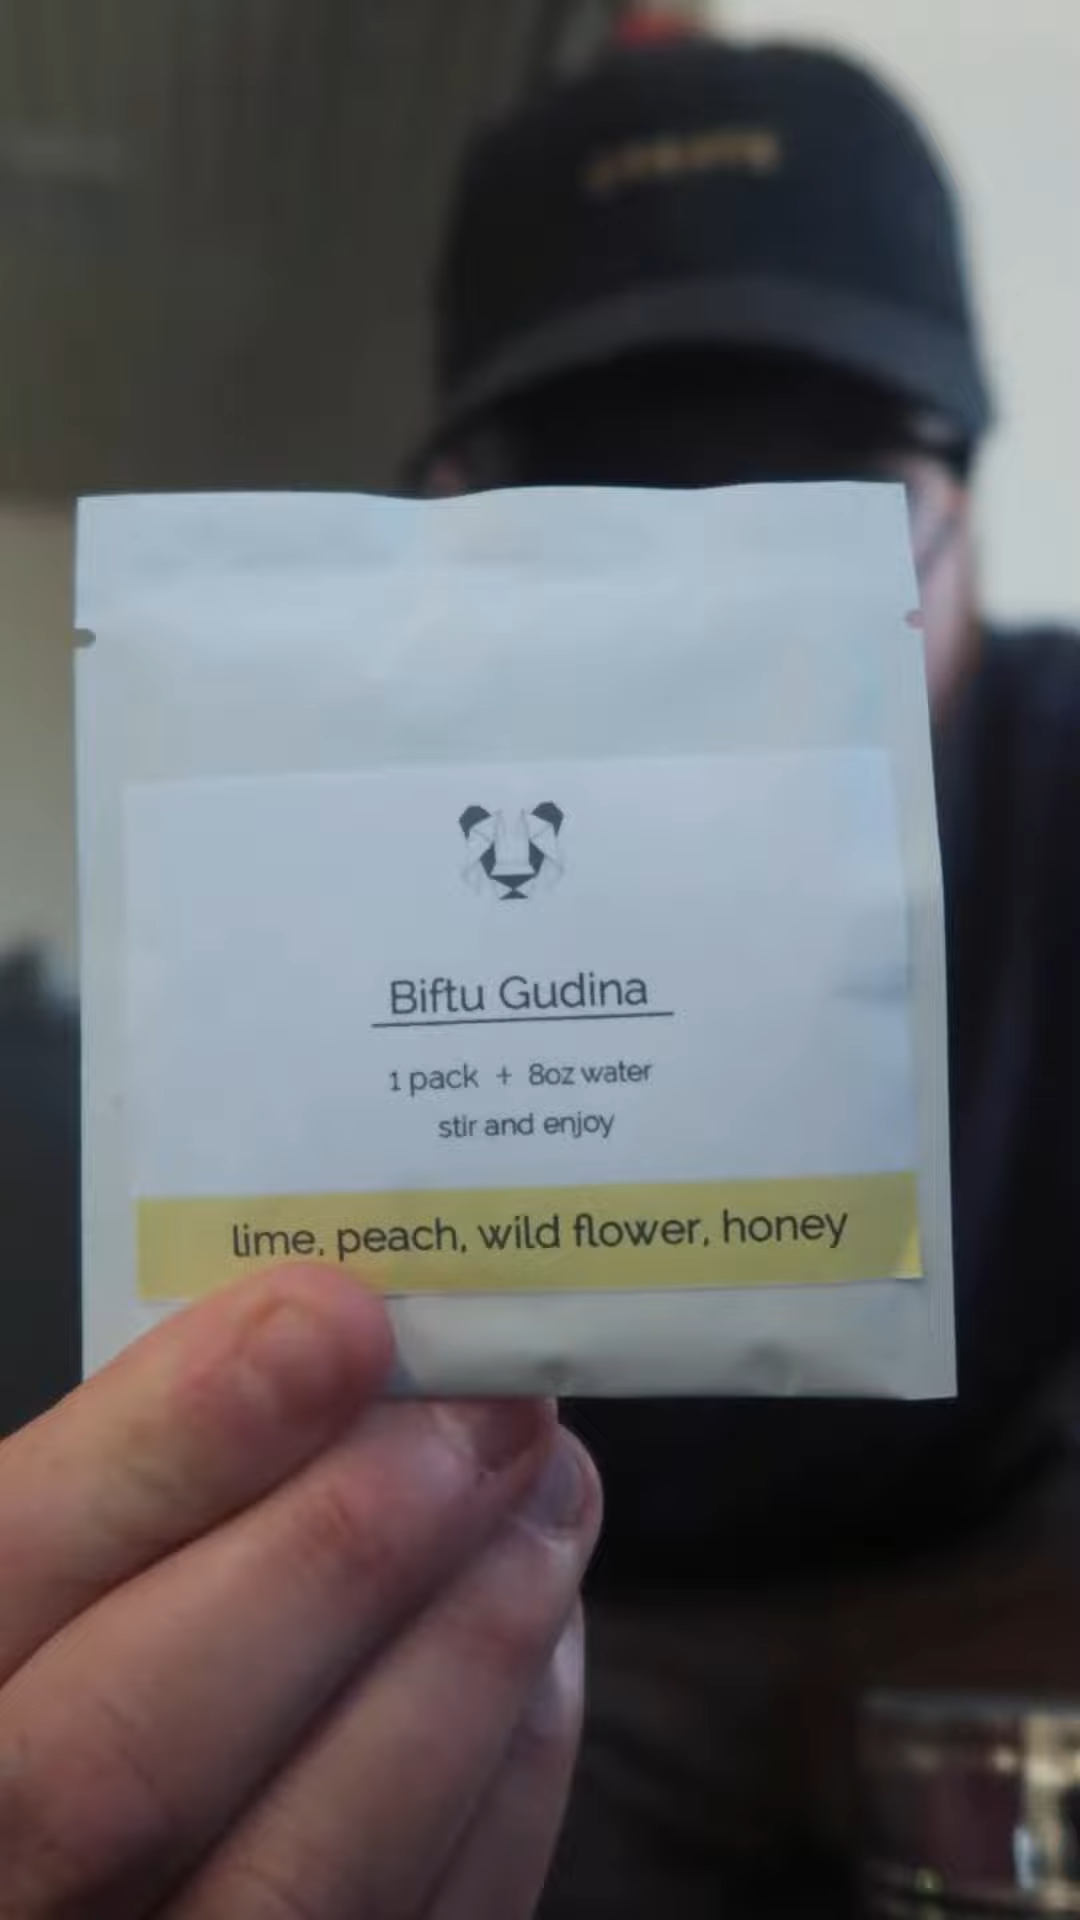 Biftu Gudina
1 pack + 8oz water
stir and enjoy
lime, peach, wild flower, honey